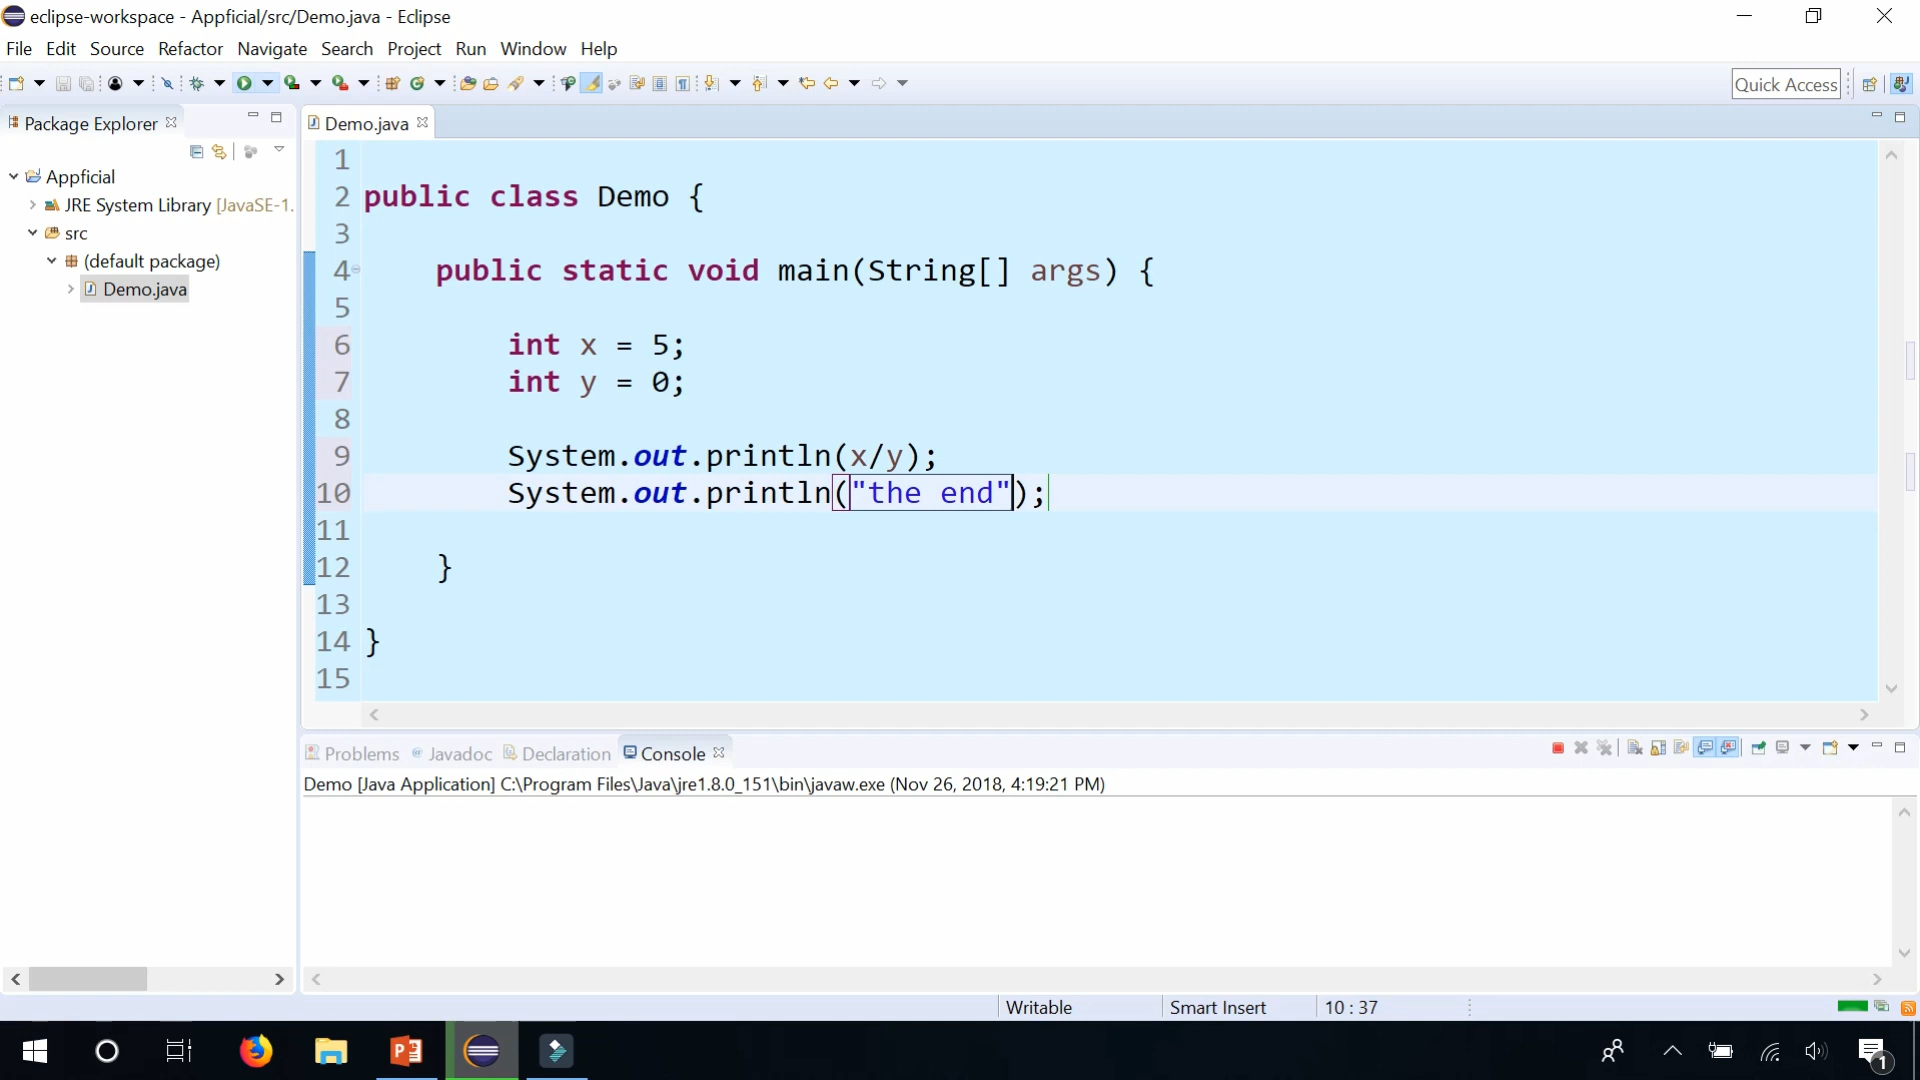 eclipse-workspace - Appficial/src/Demo.java - Eclipse
File Edit Source Refactor Navigate Search Project Run Window Help
Quick Access
Package Explorer
Demo.java
Appficial
JRE System Library [JavaSE-1.
src
(default package)
Demo.java
1
2 public class Demo {
3
4 public static void main(String[] args) {
5
6 int x = 5;
7 int y = 0;
8
9 System.out.println(x/y);
10 System.out.println("the end");
11
12 }
13
14 }
15
Problems Javadoc Declaration Console
Demo [Java Application] C:\Program Files\Java\jre1.8.0_151\bin\javaw.exe (Nov 26, 2018, 4:19:21 PM)
Writable Smart Insert 10 : 37
1